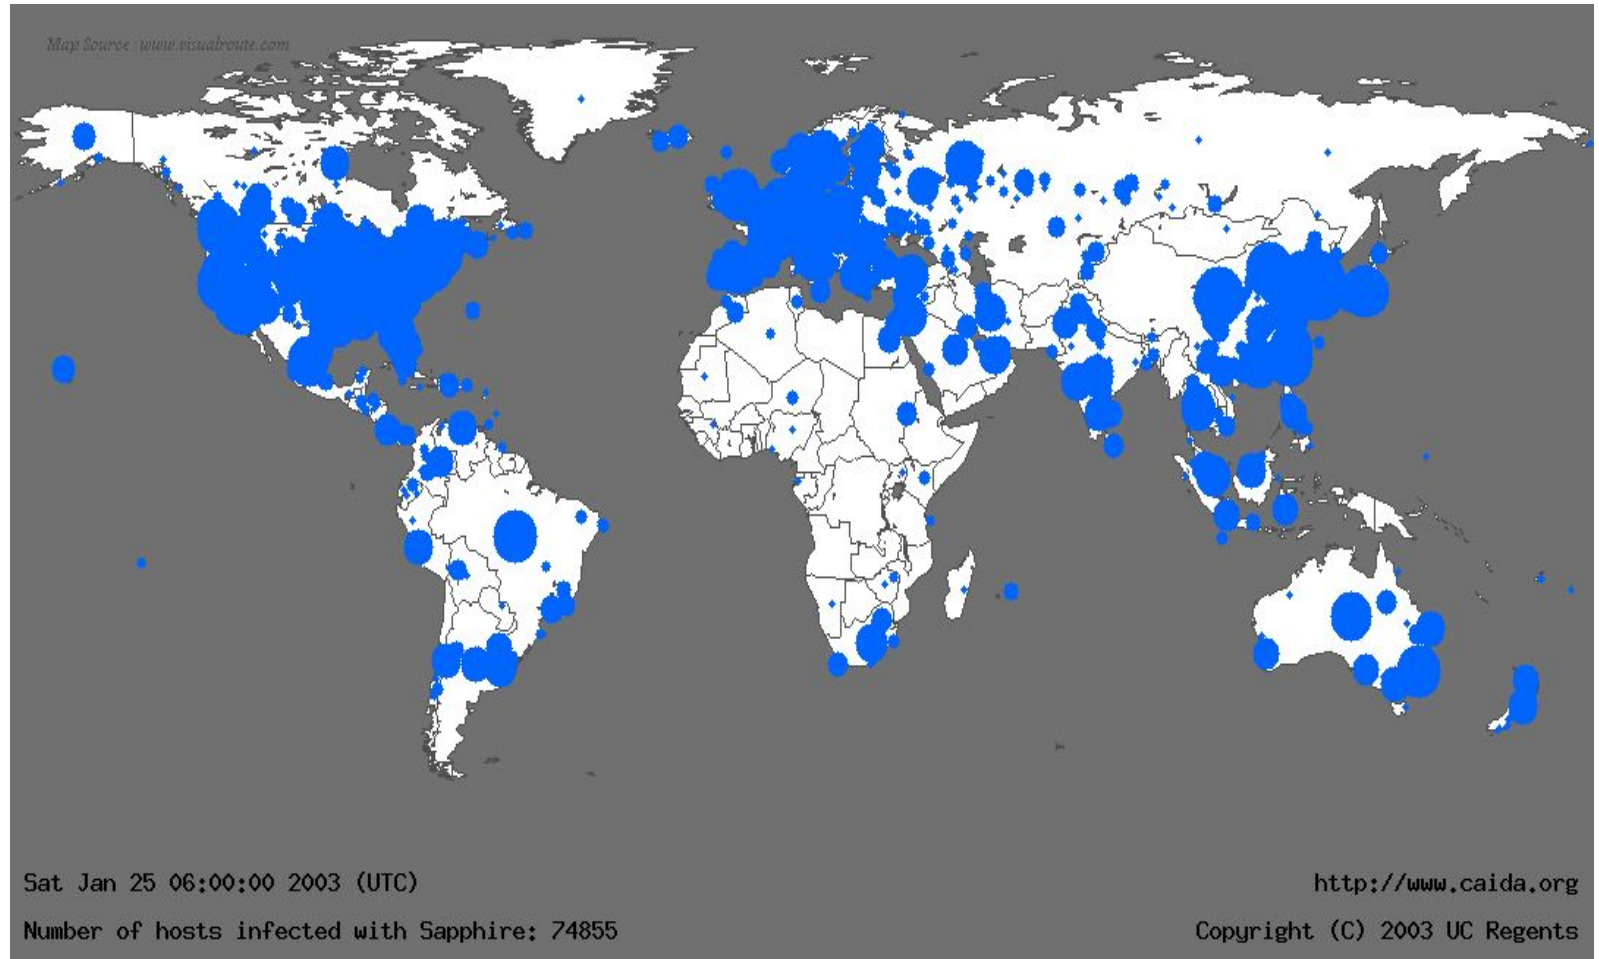 Map Source : www.visualroute.com
Sat Jan 25 06:00:00 2003 (UTC)
http://www.caida.org
Number of hosts infected with Sapphire: 74855
Copyright (C) 2003 UC Regents